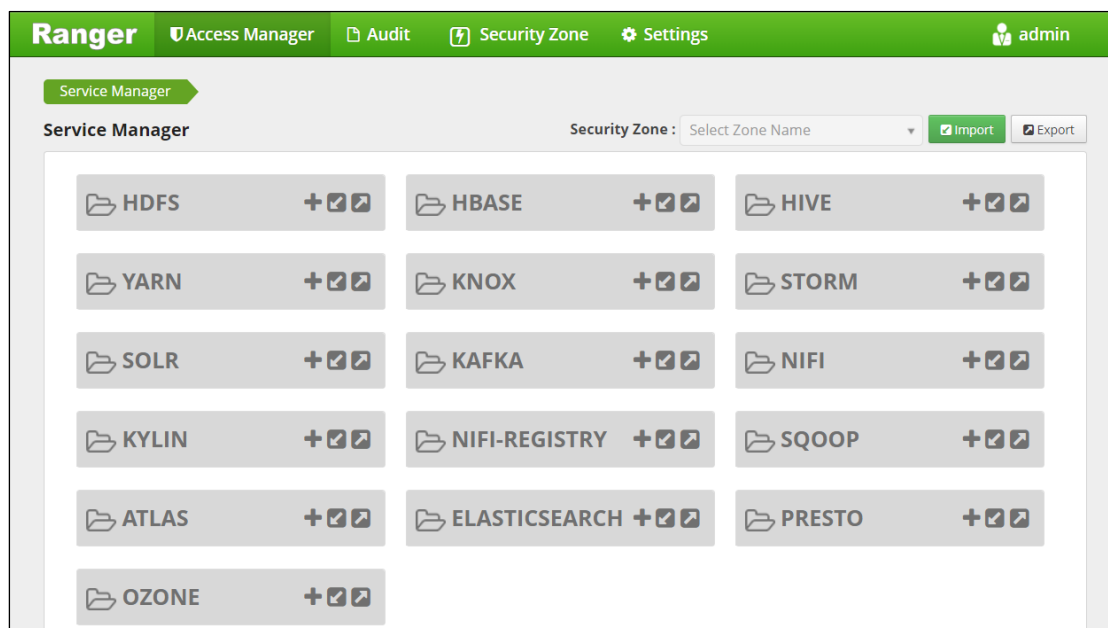 Ranger Access Manager Audit Security Zone Settings admin
Service Manager
Service Manager Security Zone : Select Zone Name Import Export
HDFS HBASE HIVE
YARN KNOX STORM
SOLR KAFKA NIFI
KYLIN NIFI-REGISTRY SQOOP
ATLAS ELASTICSEARCH PRESTO
OZONE